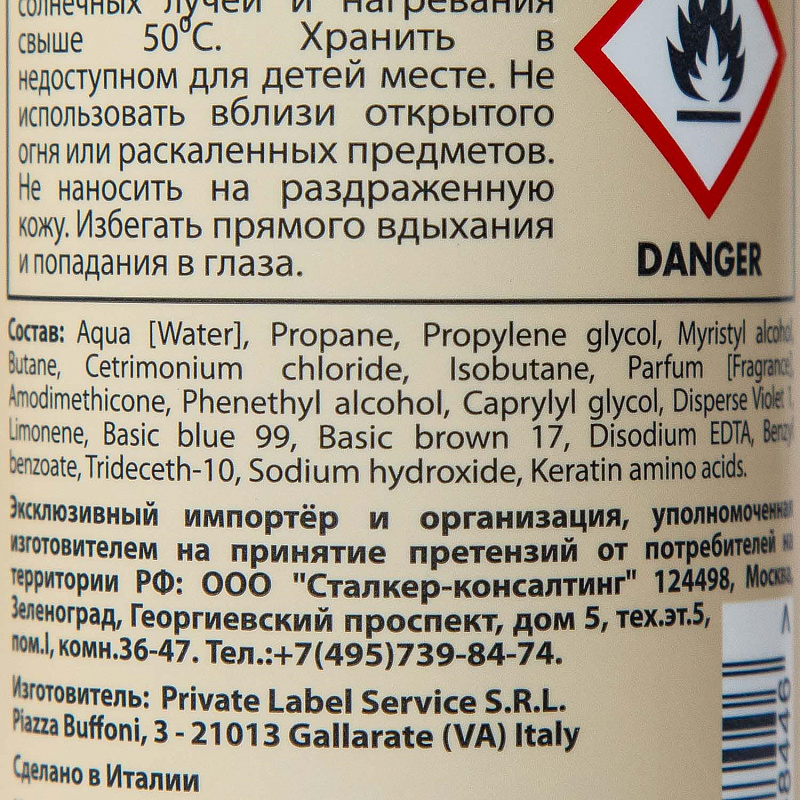 солнечных лучей и нагревания
свыше 50°С. Хранить в
недоступном для детей месте. Не
использовать вблизи открытого
огня или раскаленных предметов.
Не наносить на раздраженную
кожу. Избегать прямого вдыхания
и попадания в глаза.
DANGER
Состав: Aqua [Water], Propane, Propylene glycol, Myristyl alcohol,
Butane, Cetrimonium chloride, Isobutane, Parfum [Fragrance],
Amodimethicone, Phenethyl alcohol, Caprylyl glycol, Disperse Violet 1,
Limonene, Basic blue 99, Basic brown 17, Disodium EDTA, Benzyl
benzoate, Trideceth-10, Sodium hydroxide, Keratin amino acids.
Эксклюзивный импортёр и организация, уполномоченная
изготовителем на принятие претензий от потребителей на
территории РФ: ООО "Сталкер-консалтинг" 124498, Москва,
Зеленоград, Георгиевский проспект, дом 5, тех.эт.5,
пом.I, комн.36-47. Тел.:+7(495)739-84-74.
Изготовитель: Private Label Service S.R.L.
Piazza Buffoni, 3 - 21013 Gallarate (VA) Italy
Сделано в Италии